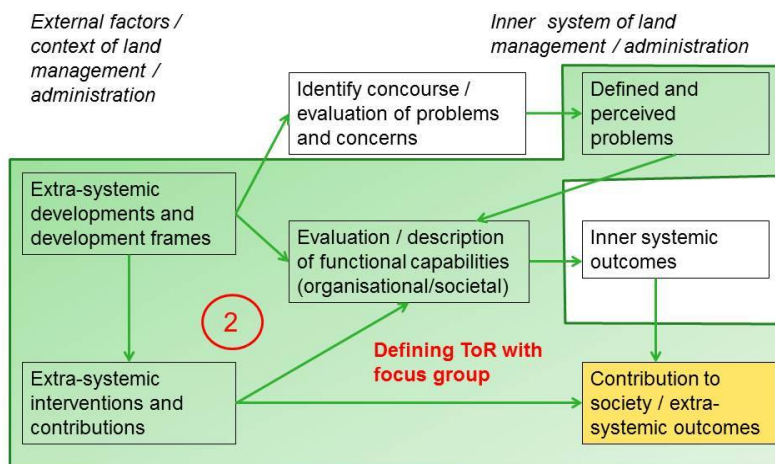 External factors /
context of land
management /
administration
Inner system of land
management / administration
Identify concourse /
evaluation of problems
and concerns
Defined and
perceived
problems
Extra-systemic
developments and
development frames
Evaluation / description
of functional capabilities
(organisational/societal)
Inner systemic
outcomes
2
Defining ToR with
focus group
Extra-systemic
interventions and
contributions
Contribution to
society / extra-
systemic outcomes